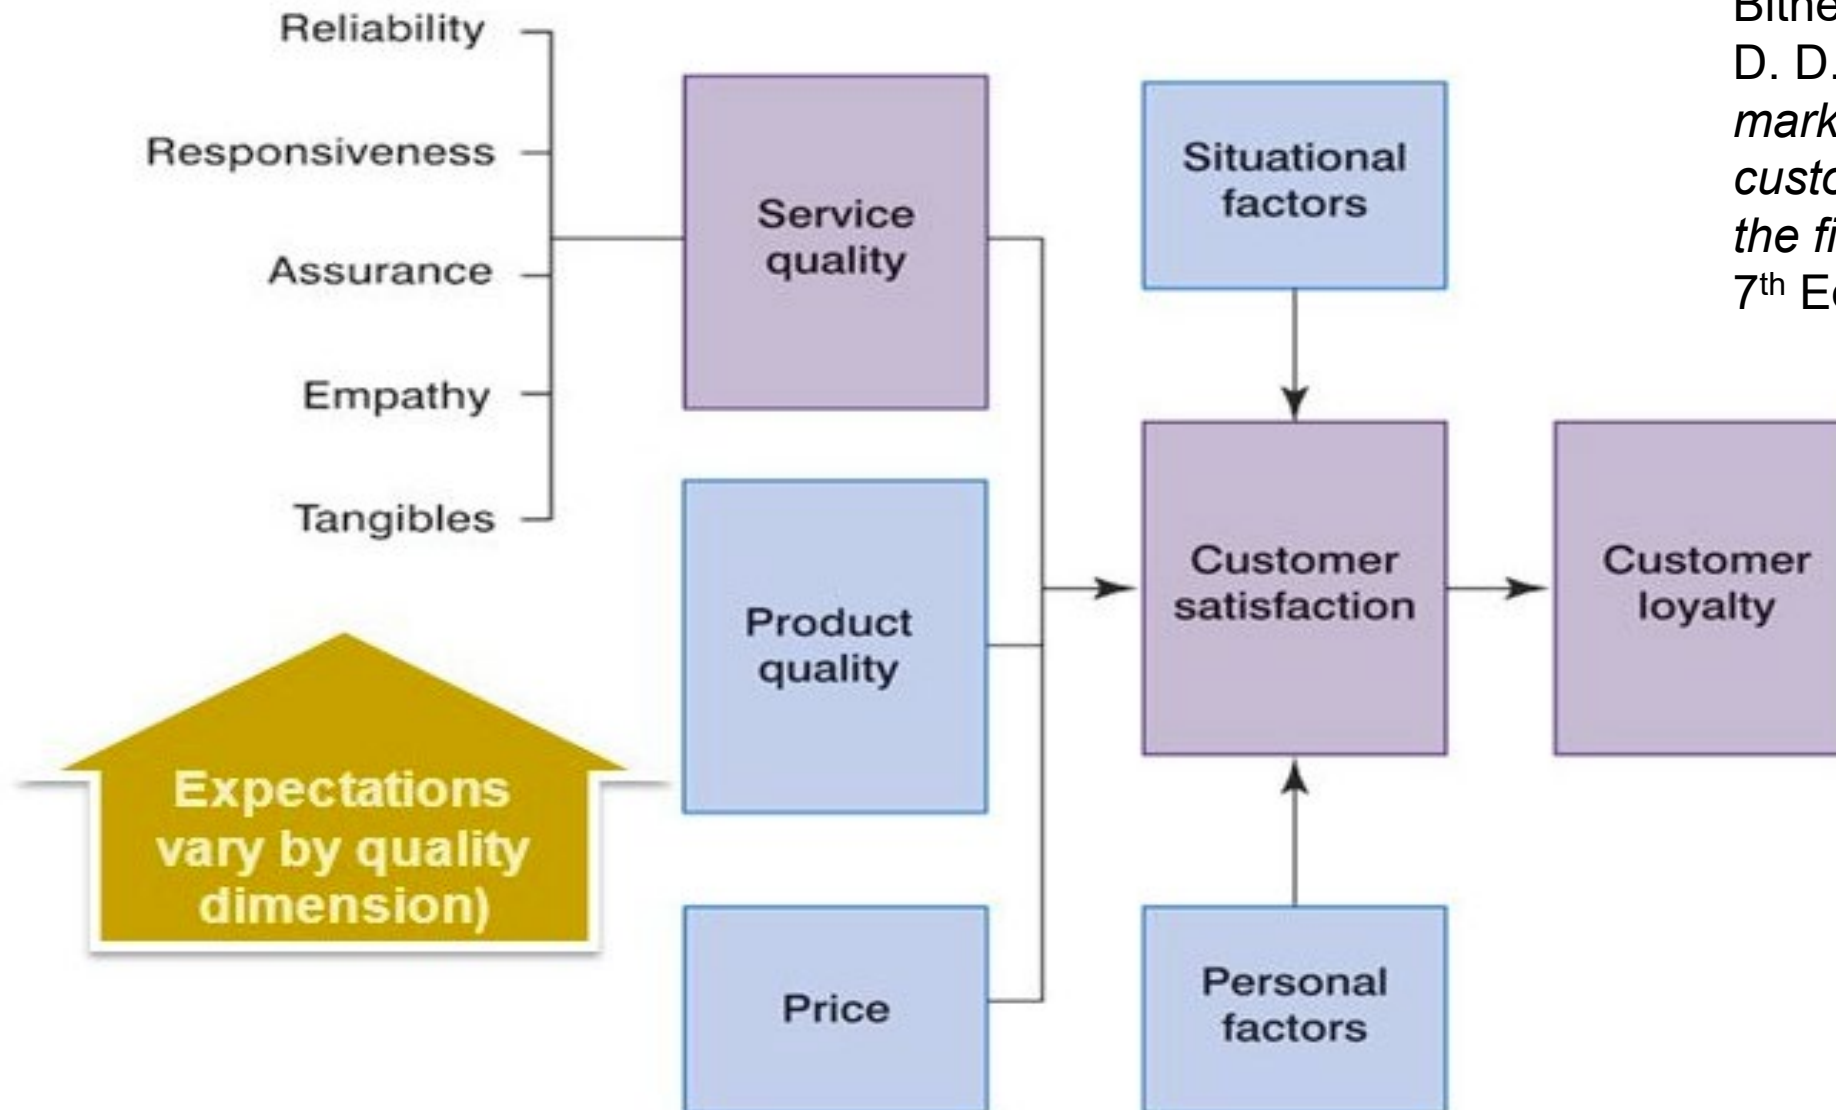 Reliability
Responsiveness
Assurance
Empathy
Tangibles
Expectations
vary by quality
dimension)
Service
quality
Product
quality
Price
Situational
factors
Customer
satisfaction
Personal
factors
Customer
loyalty
D. D.
the
7th